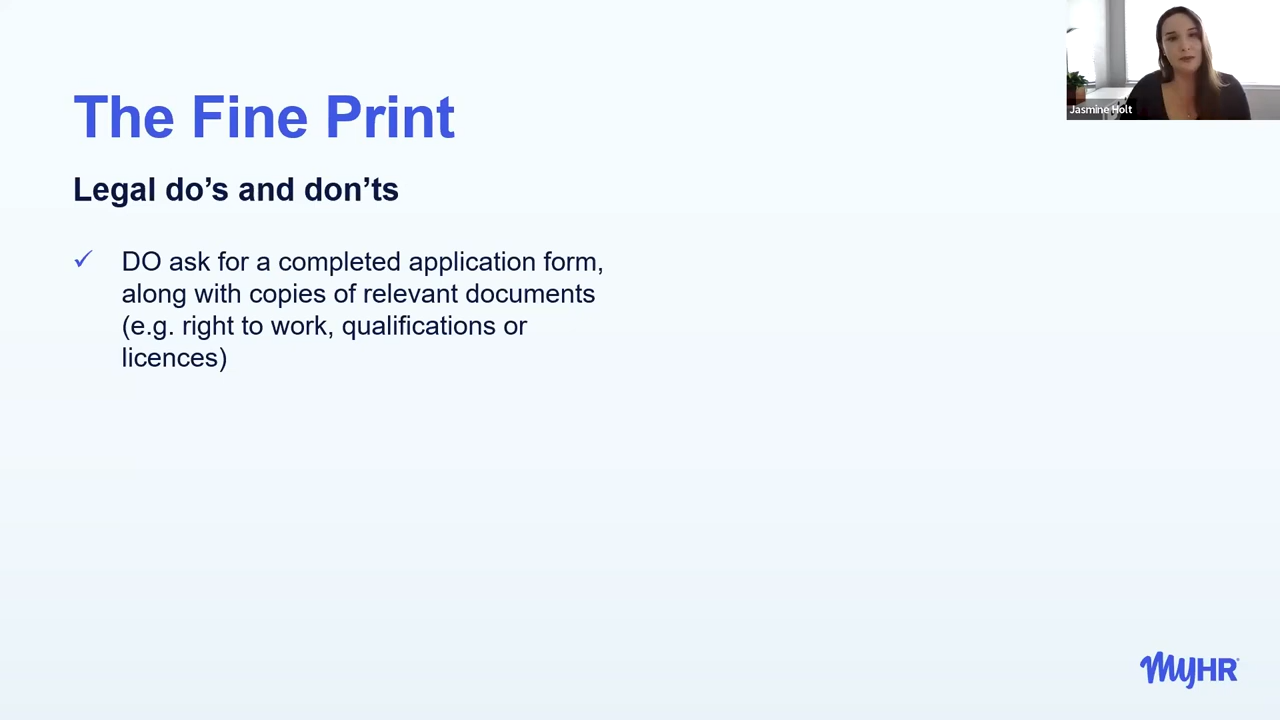 The Fine Print
Jasmine Holt
Legal do’s and don’ts
✓ DO ask for a completed application form,
along with copies of relevant documents
(e.g. right to work, qualifications or
licences)
MyHR